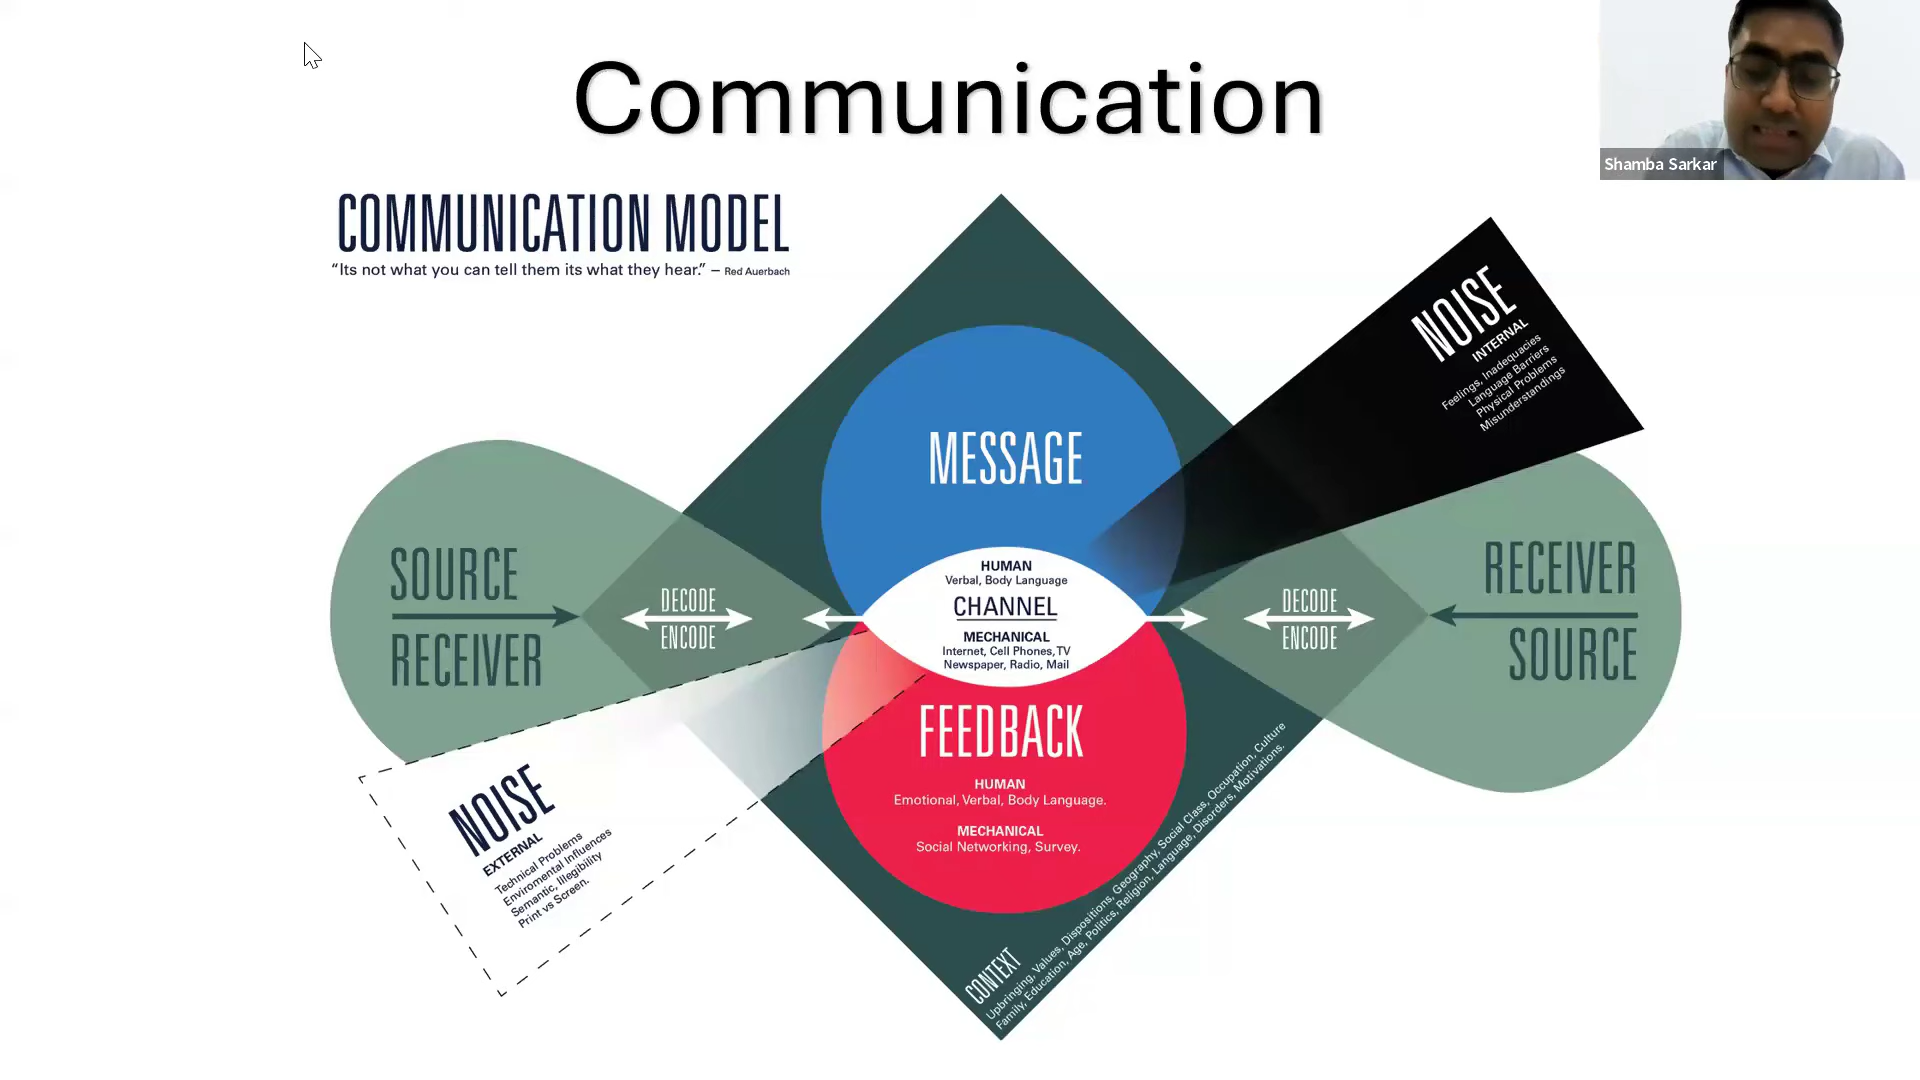 Communication
Shamba Sarkar
COMMUNICATION MODEL
“Its not what you can tell them its what they hear.” – Red Auerbach
NOISE
INTERNAL
Feelings, Inadequacies
Language Barriers
Physical Problems
Misunderstandings
MESSAGE
SOURCE
RECEIVER
DECODE
ENCODE
HUMAN
Verbal, Body Language
CHANNEL
MECHANICAL
Internet, Cell Phones, TV
Newspaper, Radio, Mail
DECODE
ENCODE
RECEIVER
SOURCE
FEEDBACK
HUMAN
Emotional, Verbal, Body Language.
MECHANICAL
Social Networking, Survey.
NOISE
EXTERNAL
Technical Problems
Enviromental Influences
Semantic, Illegibility
Print vs Screen.
CONTEXT
Upbringing, Values, Dispositions, Geography, Social Class, Occupation, Culture
Family, Education, Age, Politics, Religion, Language, Disorders, Motivations.